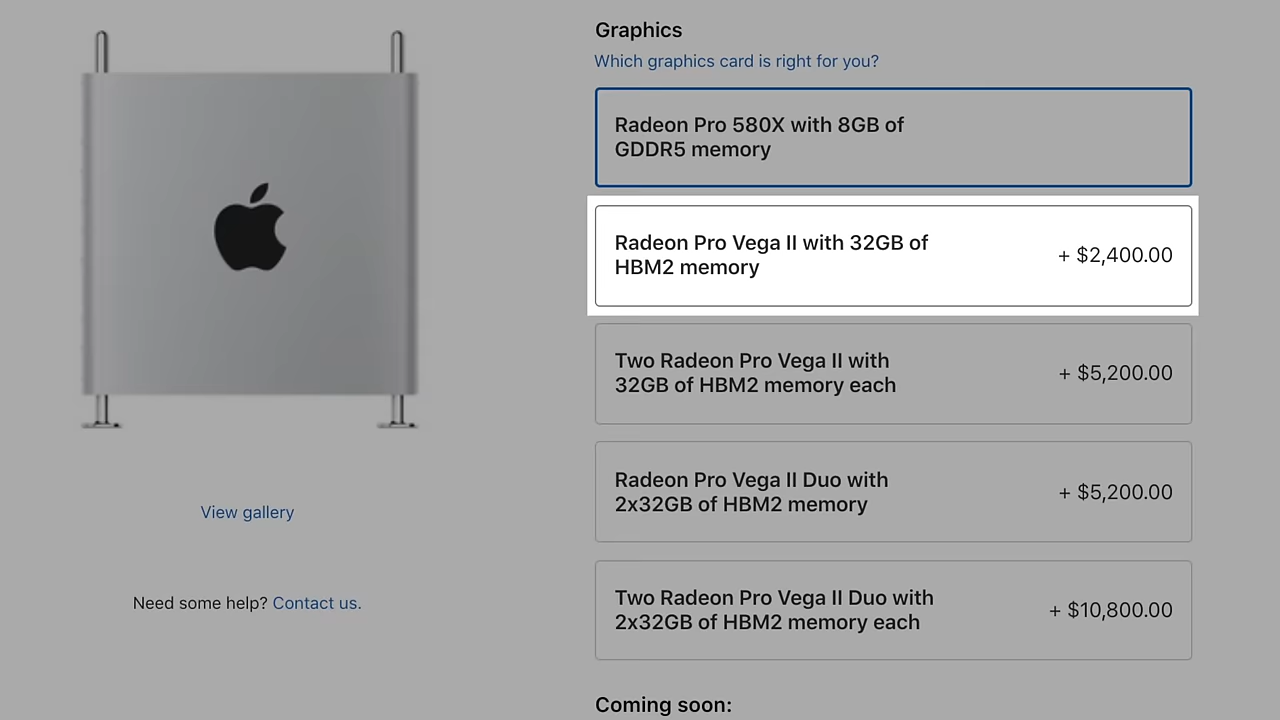 Graphics
Which graphics card is right for you?
Radeon Pro 580X with 8GB of
GDDR5 memory
Radeon Pro Vega II with 32GB of
HBM2 memory
+ $2,400.00
Two Radeon Pro Vega II with
32GB of HBM2 memory each
+ $5,200.00
Radeon Pro Vega II Duo with
2x32GB of HBM2 memory
+ $5,200.00
Two Radeon Pro Vega II Duo with
2x32GB of HBM2 memory each
+ $10,800.00
Coming soon:
View gallery
Need some help? Contact us.